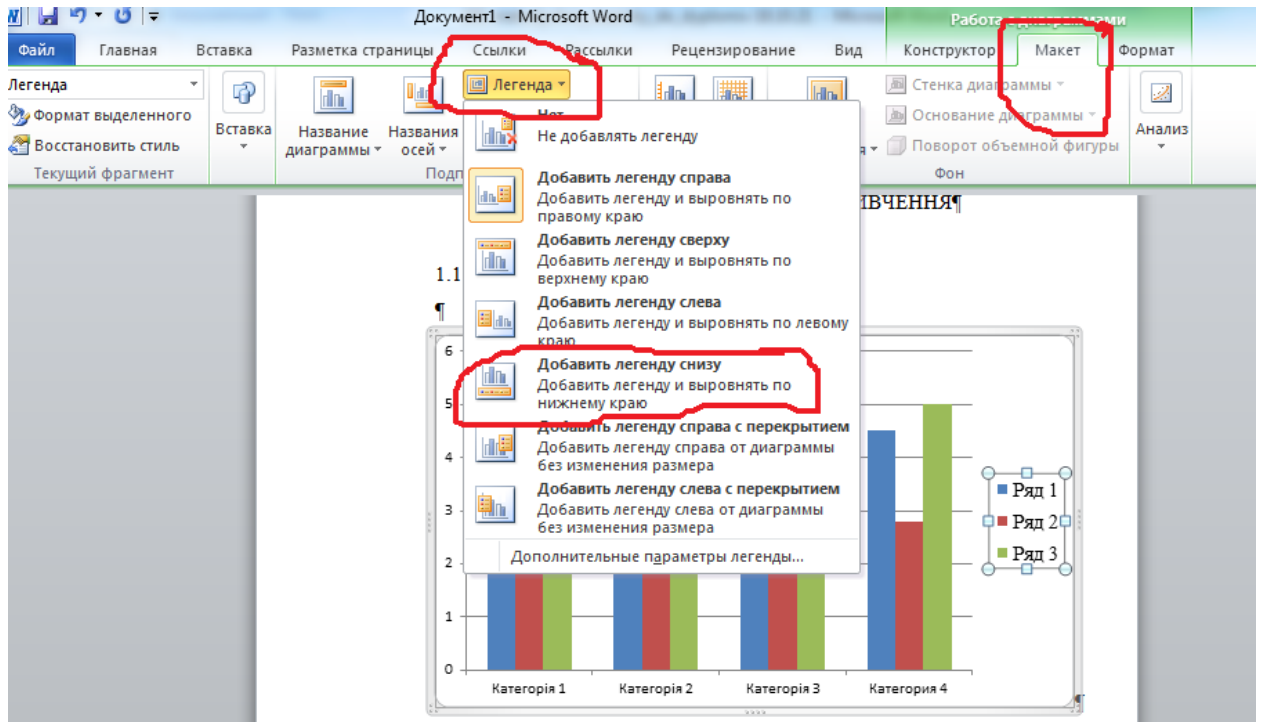 Документ1 - Microsoft Word
Работа с диаграммами
Файл Главная Вставка Разметка страницы Ссылки Рассылки Рецензирование Вид Конструктор Макет Формат
Легенда
Формат выделенного
Восстановить стиль
Текущий фрагмент
Вставка
Название
диаграммы
Названия
осей
Легенда
Стенка диаграммы
Основание диаграммы
Поворот объемной фигуры
Фон
Анализ
Нет
Не добавлять легенду
Добавить легенду справа
Добавить легенду и выровнять по
правому краю
Добавить легенду сверху
Добавить легенду и выровнять по
верхнему краю
Добавить легенду слева
Добавить легенду и выровнять по левому
краю
Добавить легенду снизу
Добавить легенду и выровнять по
нижнему краю
Добавить легенду справа с перекрытием
Добавить легенду справа от диаграммы
без изменения размера
Добавить легенду слева с перекрытием
Добавить легенду слева от диаграммы
без изменения размера
Дополнительные параметры легенды...
ИВЧЕННЯ¶
1.1
¶
6
5
4
3
2
1
0
Категорія 1 Категорія 2 Категорія 3 Категория 4
Ряд 1
Ряд 2
Ряд 3
¶